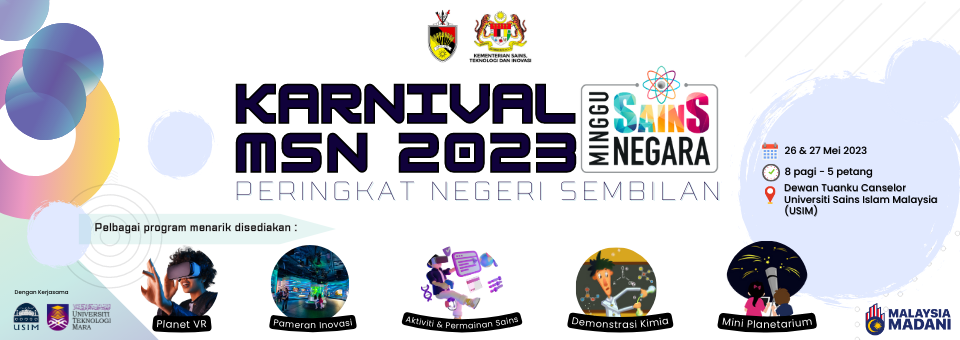 KEMENTERIAN SAINS,
TEKNOLOGI DAN INOVASI
KARNIVAL
MSN 2023
MINGGU
SAINS
NEGARA
PERINGKAT NEGERI SEMBILAN
26 & 27 Mei 2023
8 pagi - 5 petang
Dewan Tuanku Canselor
Universiti Sains Islam Malaysia
(USIM)
Pelbagai program menarik disediakan :
Planet VR
Pameran Inovasi
Aktiviti & Permainan Sains
Demonstrasi Kimia
Mini Planetarium
Dengan Kerjasama
USIM
UNIVERSITI
TEKNOLOGI
MARA
MALAYSIA
MADANI